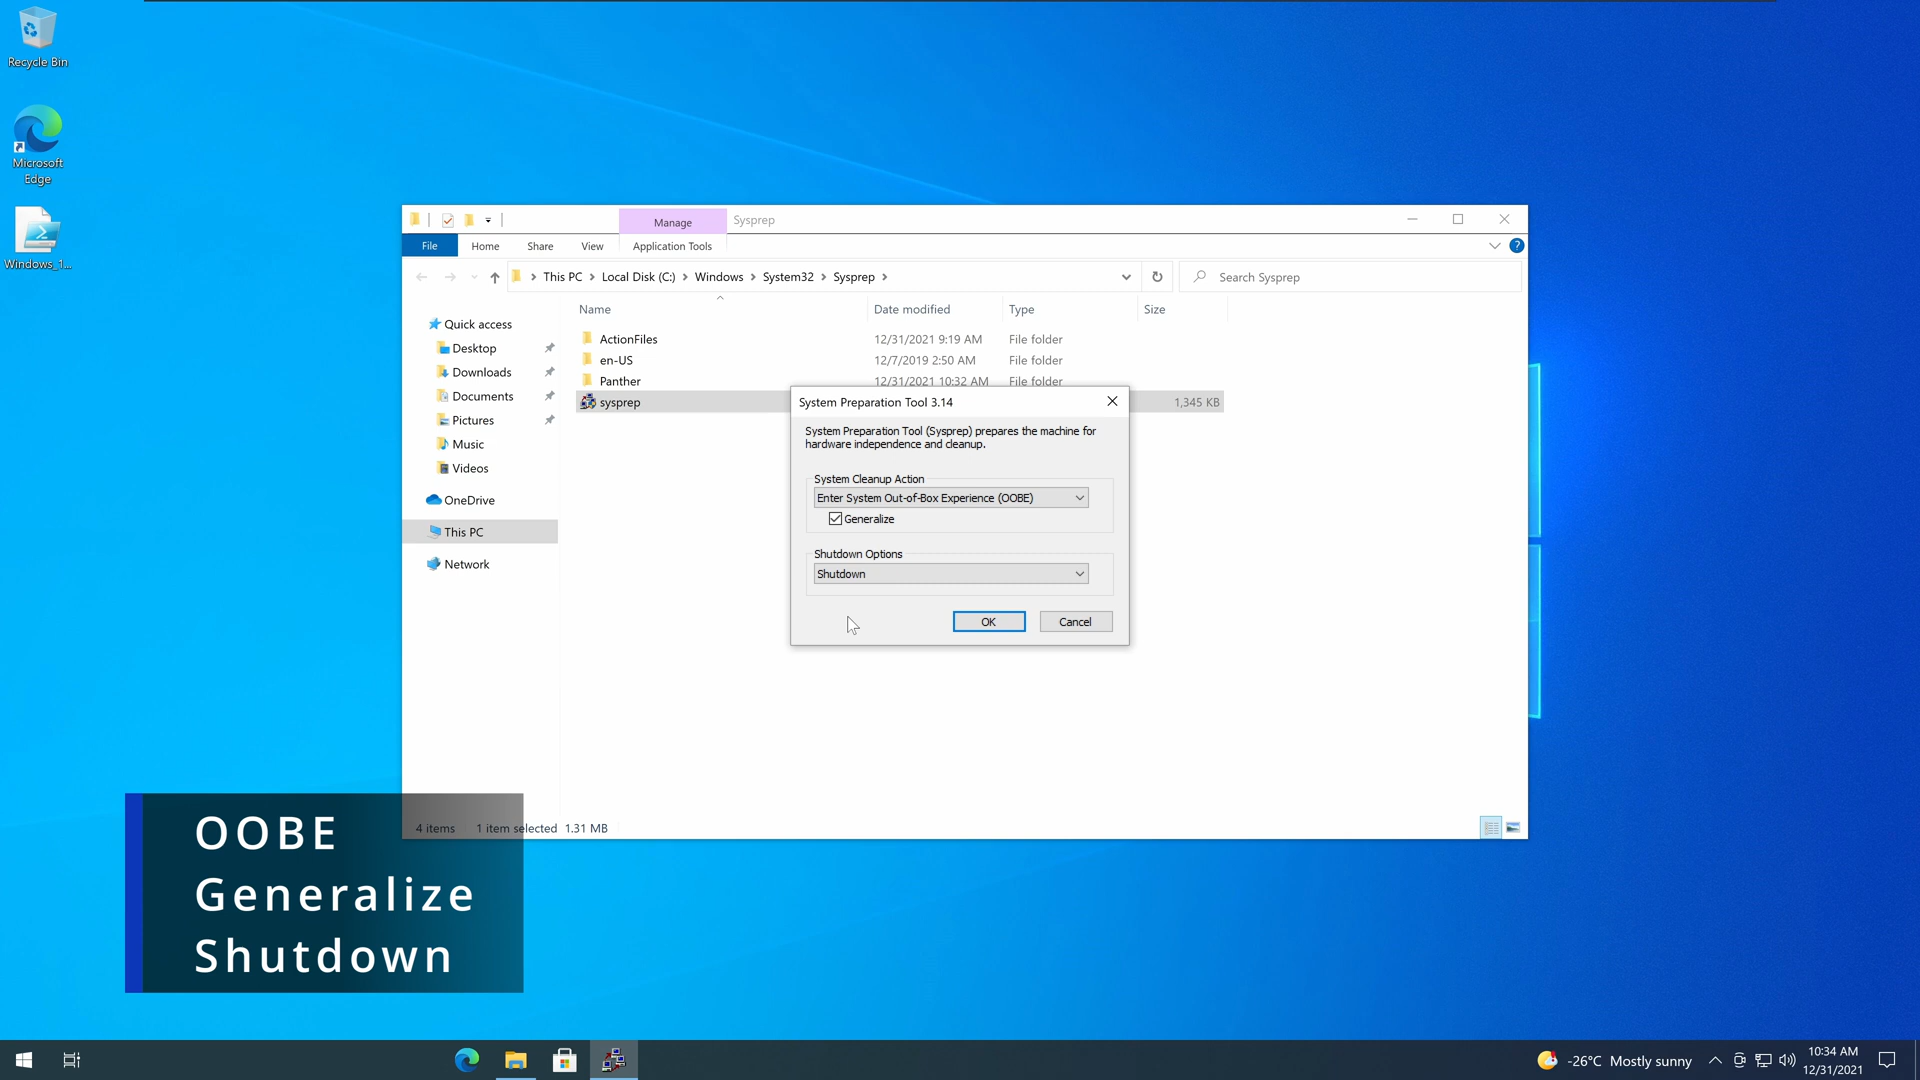 Recycle Bin
Microsoft
Edge
Windows_1...
Manage
Sysprep
File
Home
Share
View
Application Tools
This PC
Local Disk (C:)
Windows
System32
Sysprep
Search Sysprep
Name
Date modified
Type
Size
Quick access
Desktop
Downloads
Documents
Pictures
Music
Videos
OneDrive
This PC
Network
ActionFiles 12/31/2021 9:19 AM File folder
en-US 12/7/2019 2:50 AM File folder
Panther 12/31/2021 10:32 AM File folder
sysprep 1,345 KB
System Preparation Tool 3.14
System Preparation Tool (Sysprep) prepares the machine for
hardware independence and cleanup.
System Cleanup Action
Enter System Out-of-Box Experience (OOBE)
Generalize
Shutdown Options
Shutdown
OK
Cancel
4 items 1 item selected 1.31 MB
OOBE
Generalize
Shutdown
-26°C Mostly sunny
10:34 AM
12/31/2021